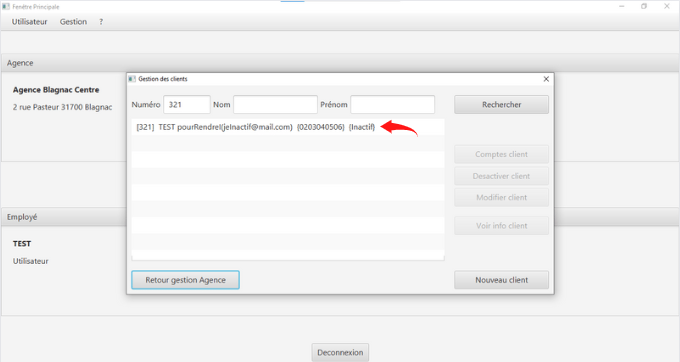 Fenêtre Principale
Utilisateur Gestion ?
Agence
Agence Blagnac Centre
2 rue Pasteur 31700 Blagnac
Gestion des clients
Numéro 321 Nom Prénom Rechercher
[321] TEST pourRendreI(jeInactif@mail.com) (0203040506) (Inactif)
Comptes client
Desactiver client
Modifier client
Voir info client
Employé
TEST
Utilisateur
Retour gestion Agence
Nouveau client
Deconnexion